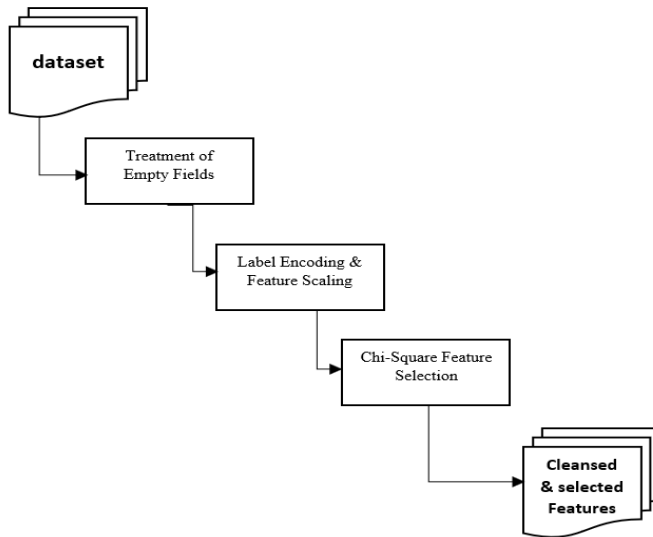 dataset
Treatment of
Empty Fields
Label Encoding &
Feature Scaling
Chi-Square Feature
Selection
Cleansed
& selected
Features